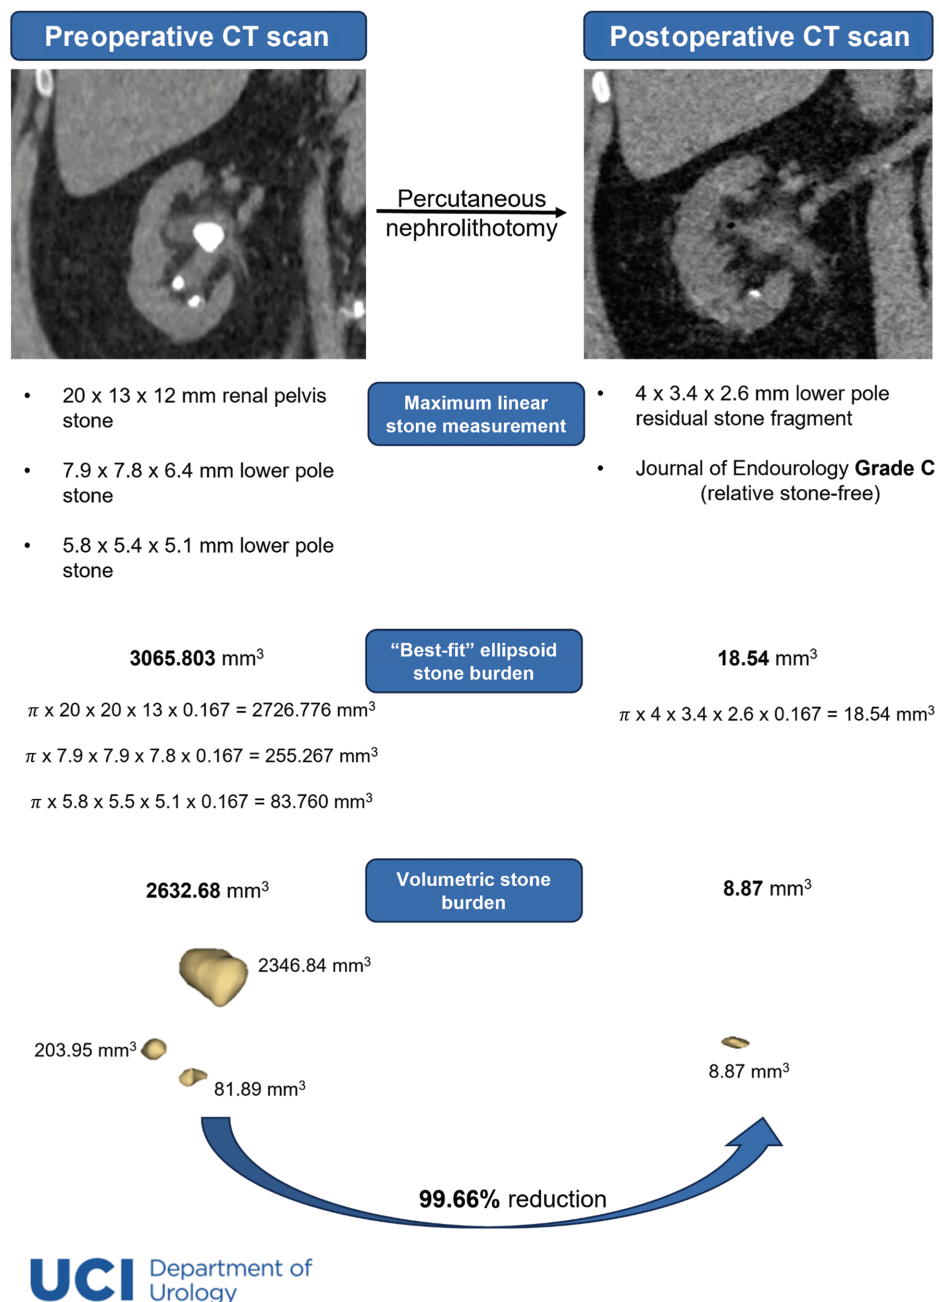 Preoperative CT scan
Postoperative CT scan
Percutaneous
nephrolithotomy
• 20 x 13 x 12 mm renal pelvis
stone
• 7.9 x 7.8 x 6.4 mm lower pole
stone
• 5.8 x 5.4 x 5.1 mm lower pole
stone
Maximum linear
stone measurement
• 4 x 3.4 x 2.6 mm lower pole
residual stone fragment
• Journal of Endourology Grade C
(relative stone-free)
3065.803 mm³
"Best-fit" ellipsoid
stone burden
18.54 mm³
π x 20 x 20 x 13 x 0.167 = 2726.776 mm³
π x 7.9 x 7.9 x 7.8 x 0.167 = 255.267 mm³
π x 5.8 x 5.5 x 5.1 x 0.167 = 83.760 mm³
π x 4 x 3.4 x 2.6 x 0.167 = 18.54 mm³
2632.68 mm³
Volumetric stone
burden
8.87 mm³
2346.84 mm³
203.95 mm³
81.89 mm³
8.87 mm³
99.66% reduction
UCI Department of
Urology